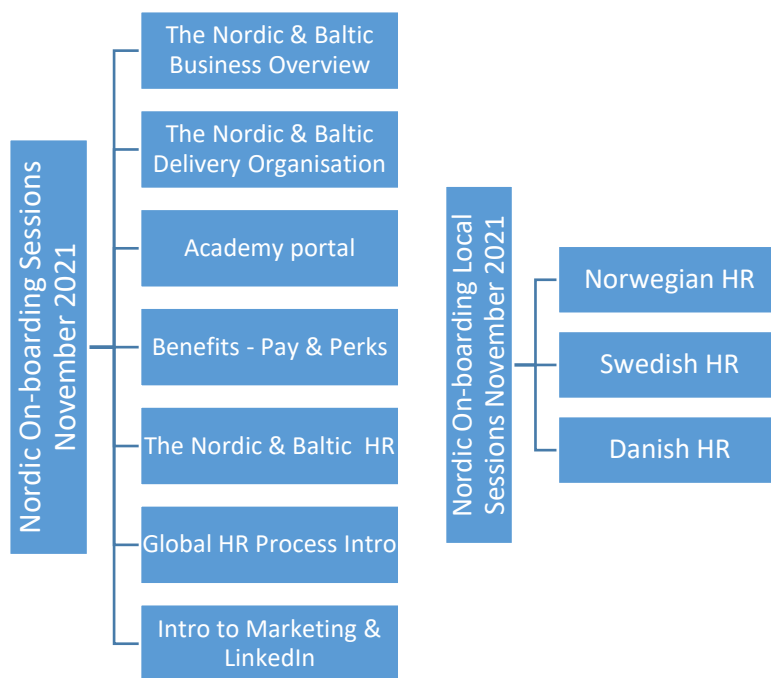 Nordic On-boarding Sessions
November 2021
The Nordic & Baltic
Business Overview
The Nordic & Baltic
Delivery Organisation
Academy portal
Benefits - Pay & Perks
The Nordic & Baltic  HR
Global HR Process Intro
Intro to Marketing &
LinkedIn
Nordic On-boarding Local
Sessions November 2021
Norwegian HR
Swedish HR
Danish HR